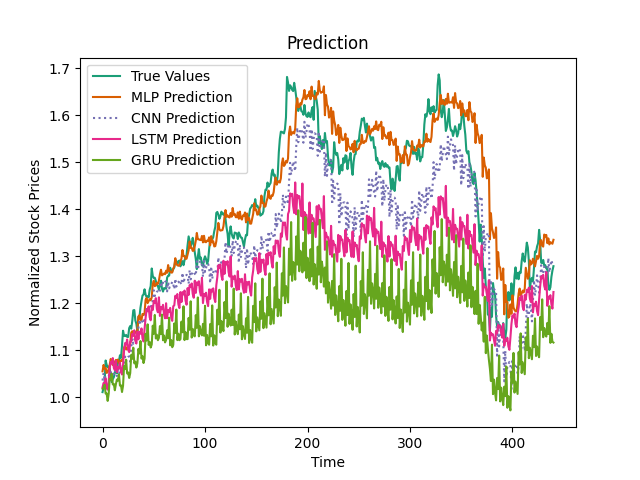 Prediction
1.7
1.6
1.5
1.4
1.3
1.2
1.1
1.0
Normalized Stock Prices
True Values
MLP Prediction
CNN Prediction
LSTM Prediction
GRU Prediction
0 100 200 300 400
Time